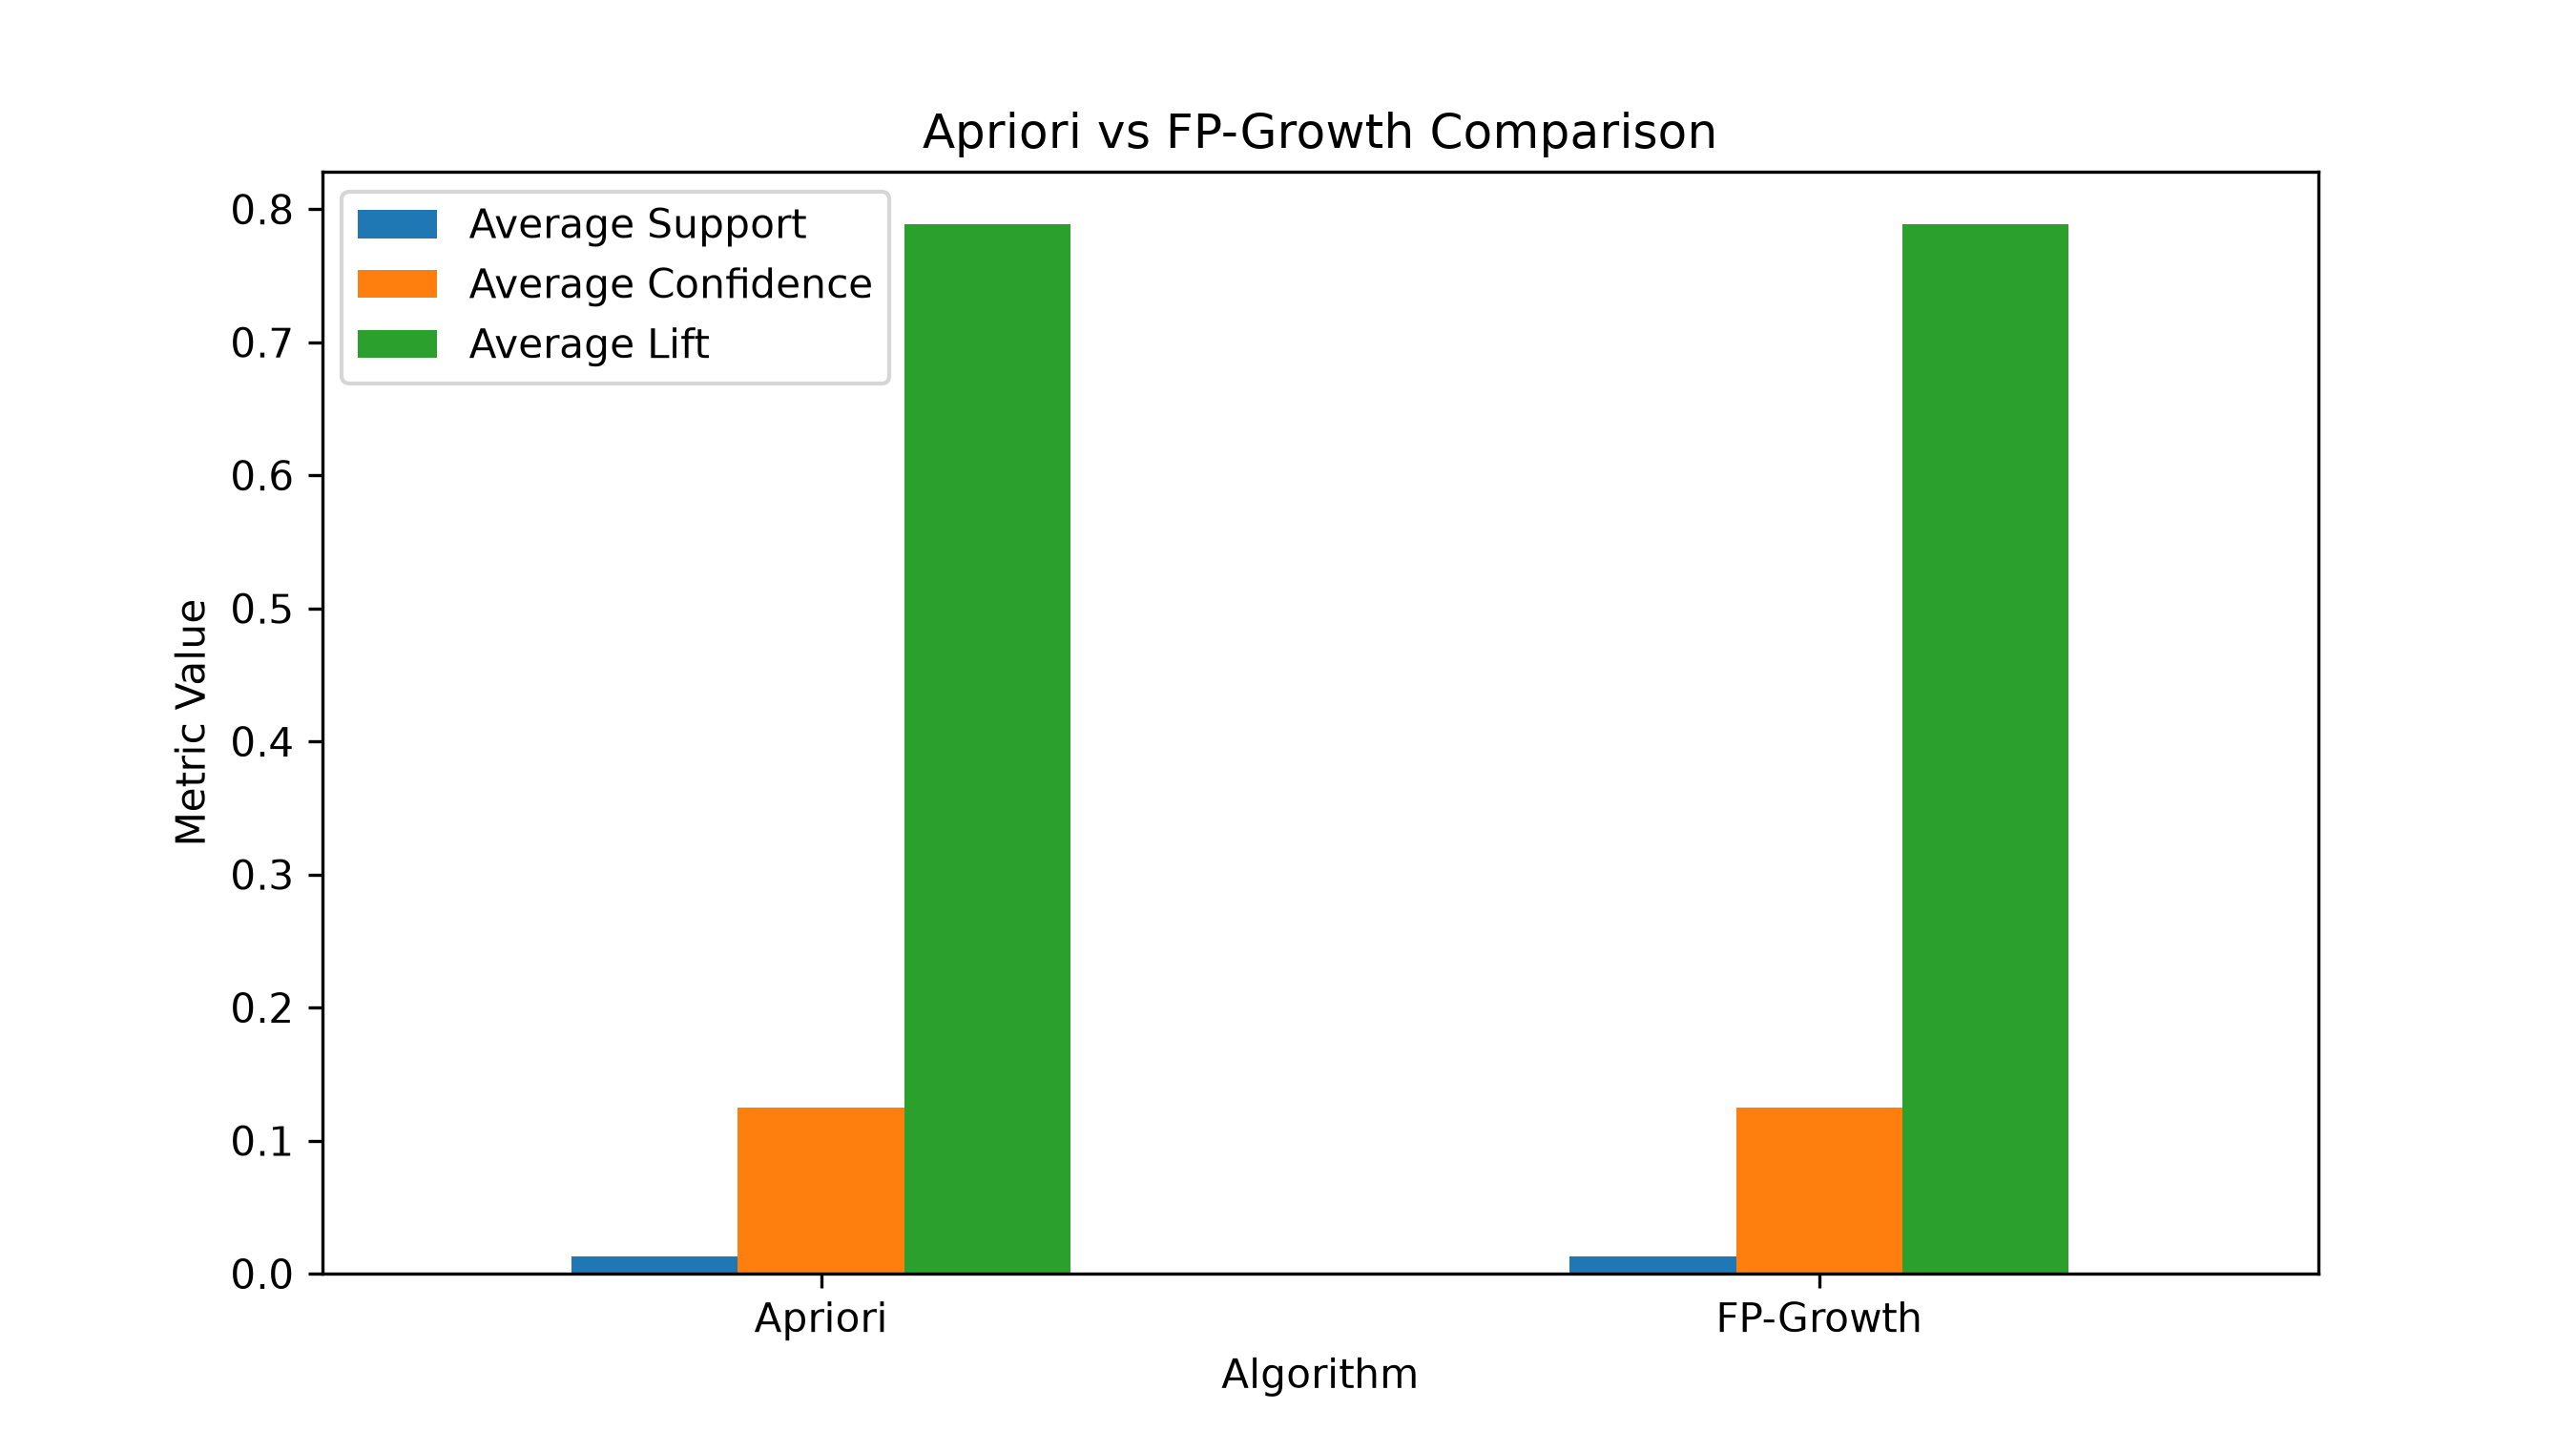 Apriori vs FP-Growth Comparison
Average Support
Average Confidence
Average Lift
0.8
0.7
0.6
0.5
0.4
0.3
0.2
0.1
0.0
Metric Value
Apriori
FP-Growth
Algorithm